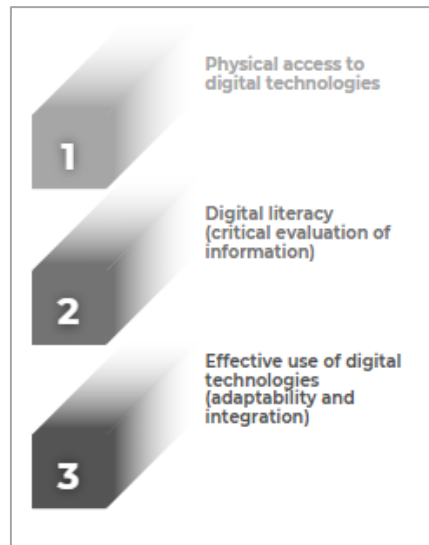 1
Physical access to
digital technologies
2
Digital literacy
(critical evaluation of
information)
3
Effective use of digital
technologies
(adaptability and
integration)